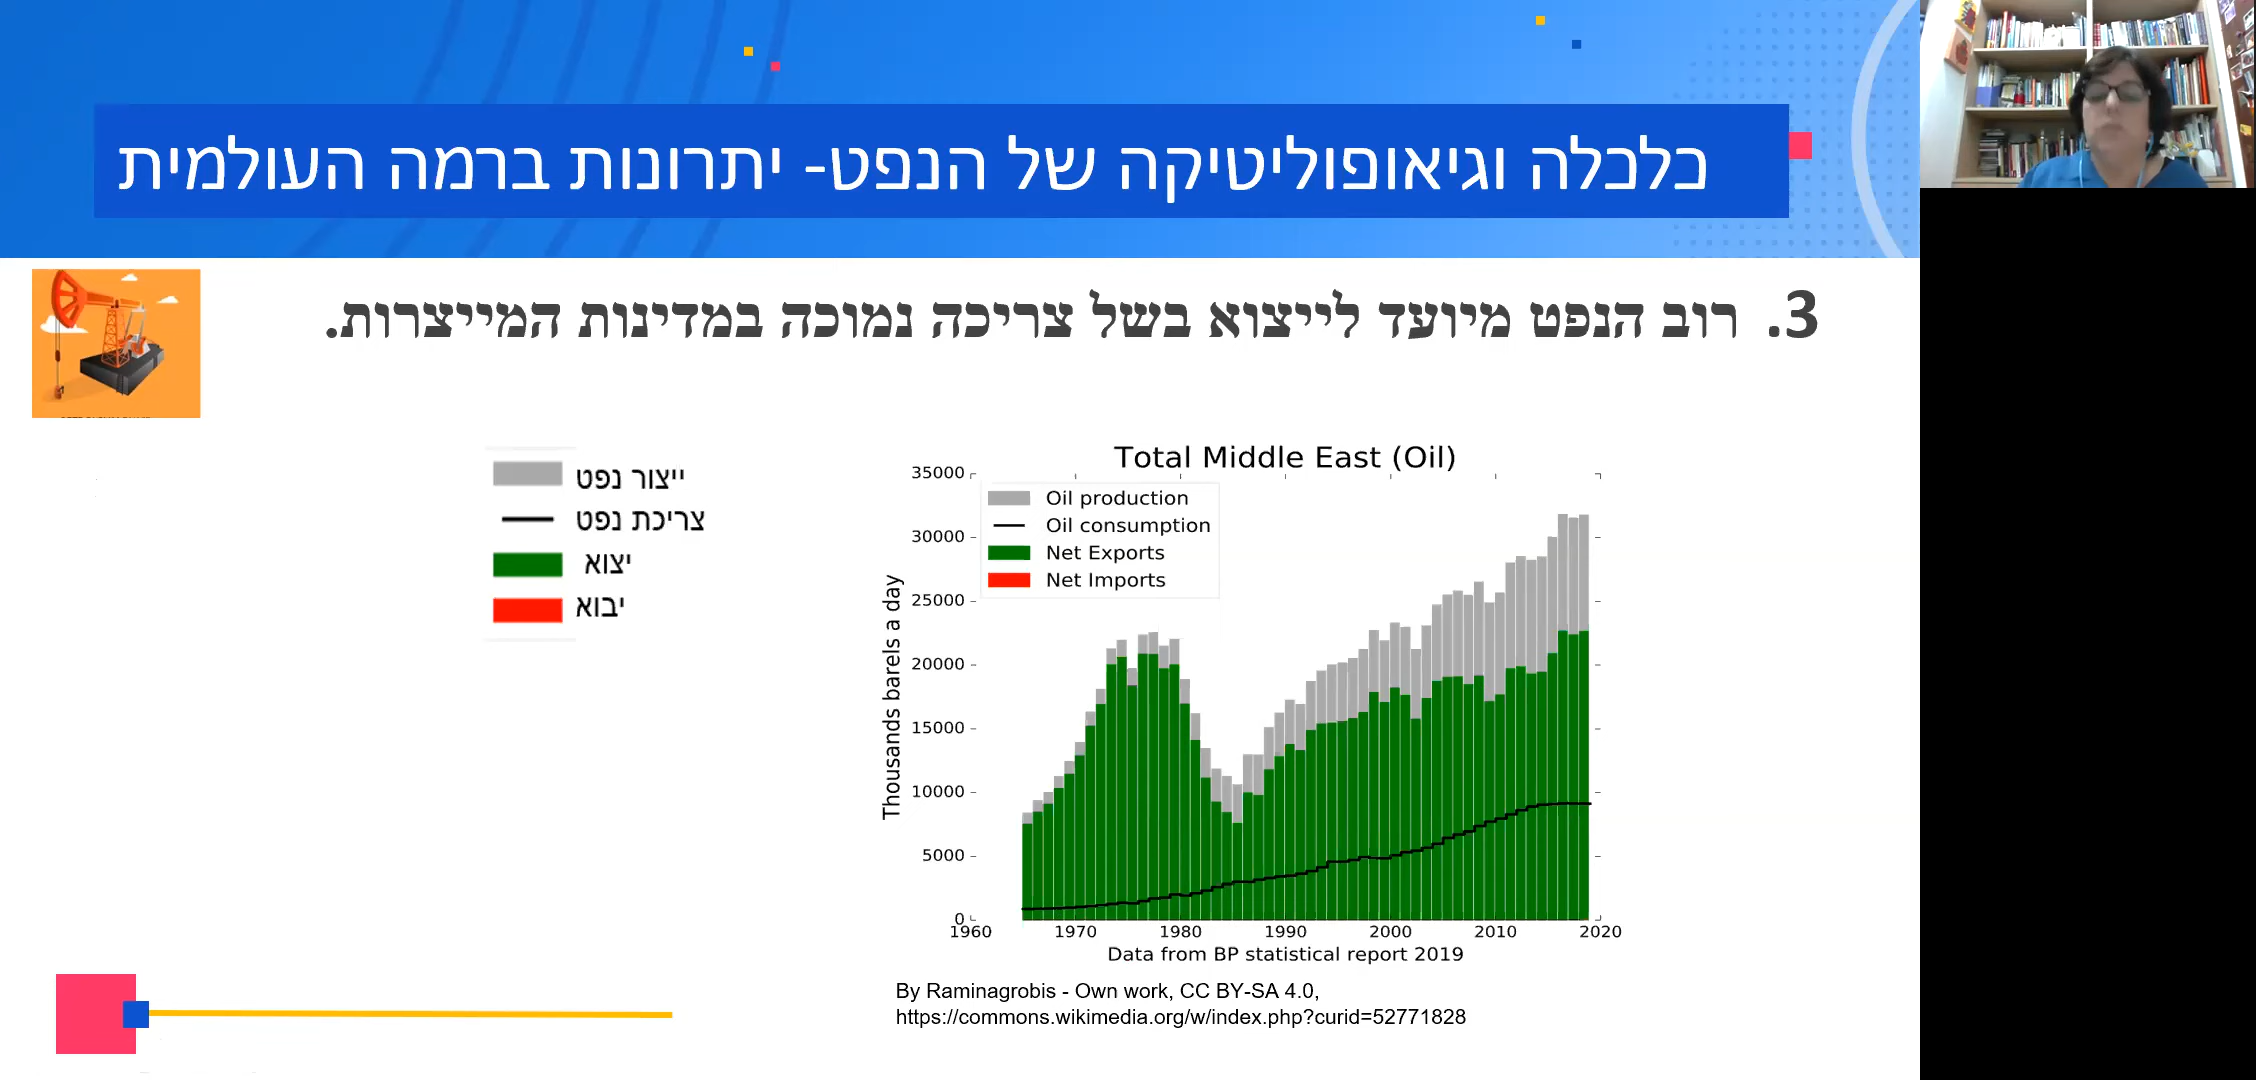 כלכלה וגיאופוליטיקה של הנפט- יתרונות ברמה העולמית
3. רוב הנפט מיועד לייצוא בשל צריכה נמוכה במדינות המייצרות.
ייצור נפט
צריכת נפט
יצוא
יבוא
Total Middle East (Oil)
Oil production
Oil consumption
Net Exports
Net Imports
Thousands barels a day
35000
30000
25000
20000
15000
10000
5000
0
1960 1970 1980 1990 2000 2010 2020
Data from BP statistical report 2019
By Raminagrobis - Own work, CC BY-SA 4.0,
https://commons.wikimedia.org/w/index.php?curid=52771828